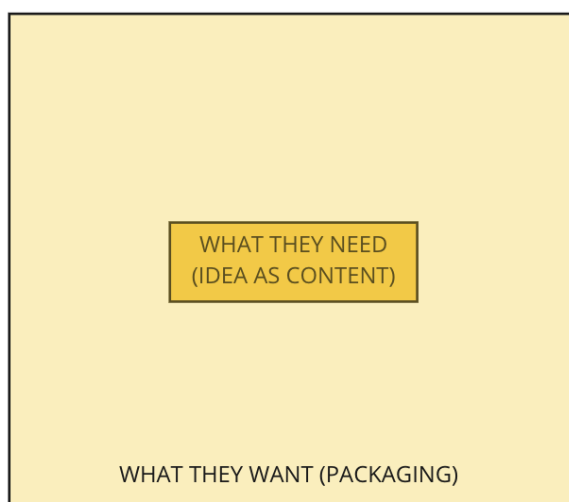 WHAT THEY NEED
(IDEA AS CONTENT)
WHAT THEY WANT (PACKAGING)